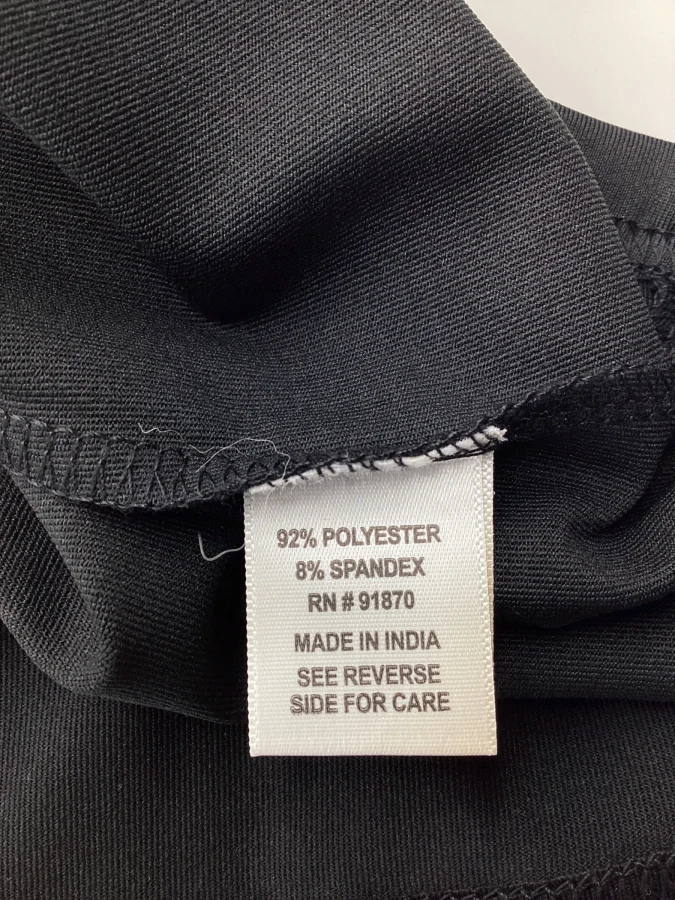 92% POLYESTER
8% SPANDEX
RN # 91870
MADE IN INDIA
SEE REVERSE
SIDE FOR CARE